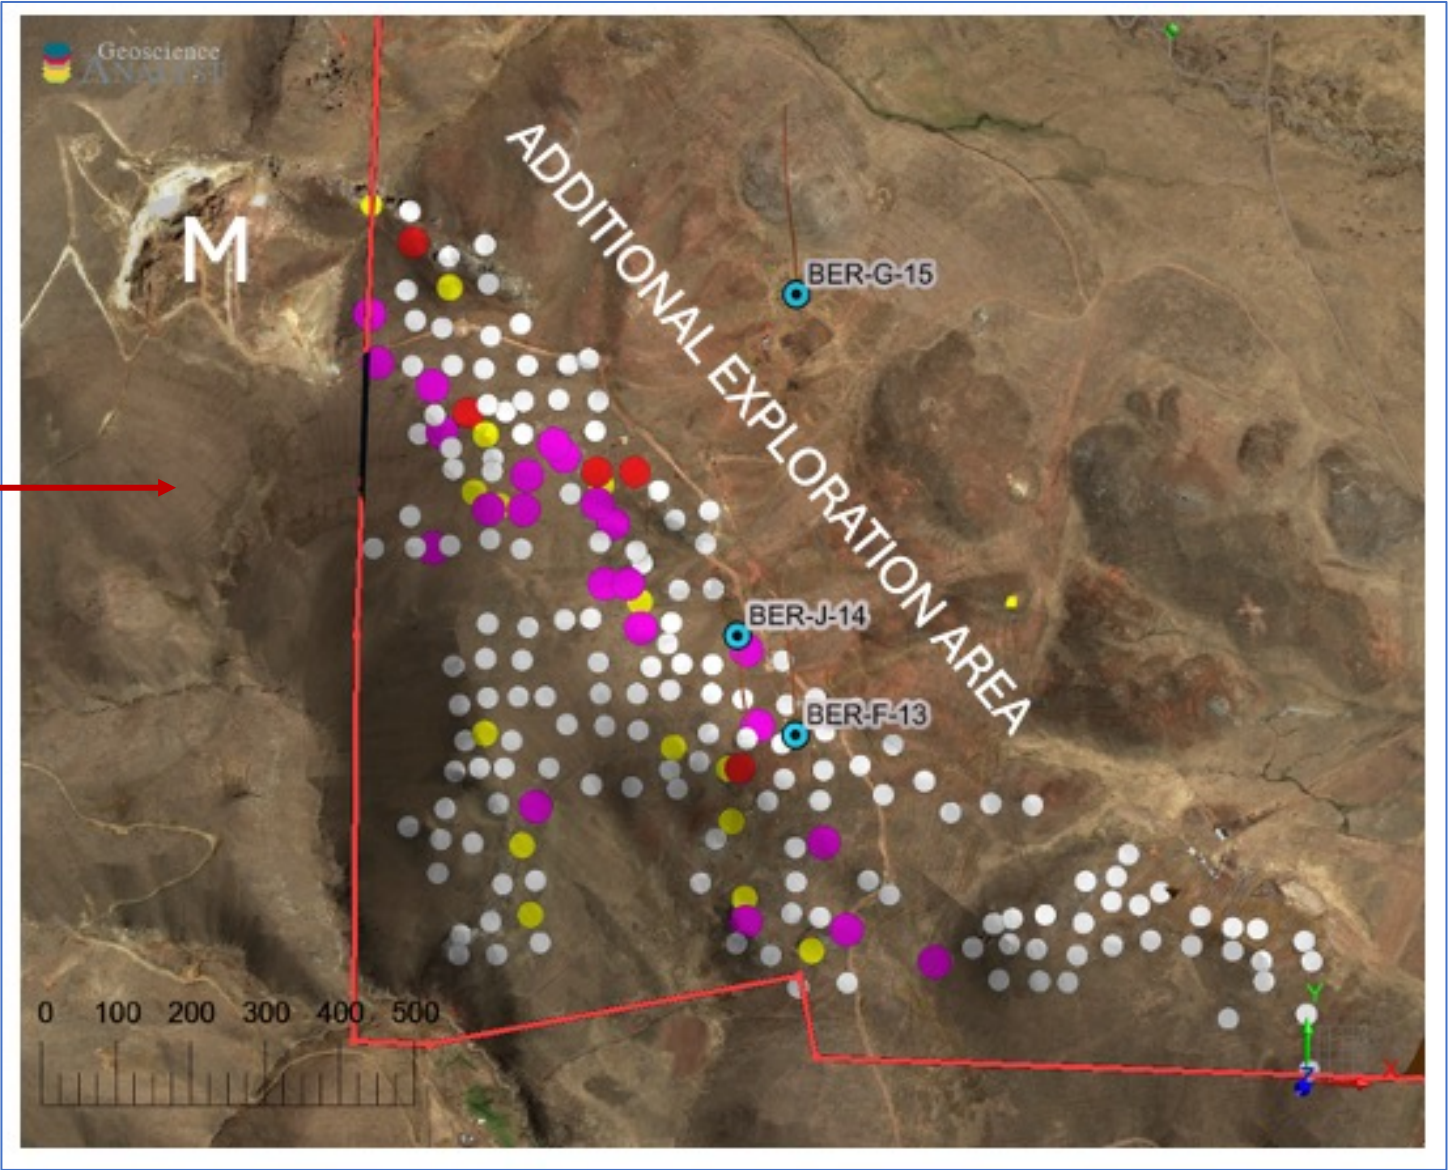 Geoscience
ANALYST
M
ADDITIONAL EXPLORATION AREA
BER-G-15
BER-J-14
BER-F-13
0 100 200 300 400 500
Y
X
Z